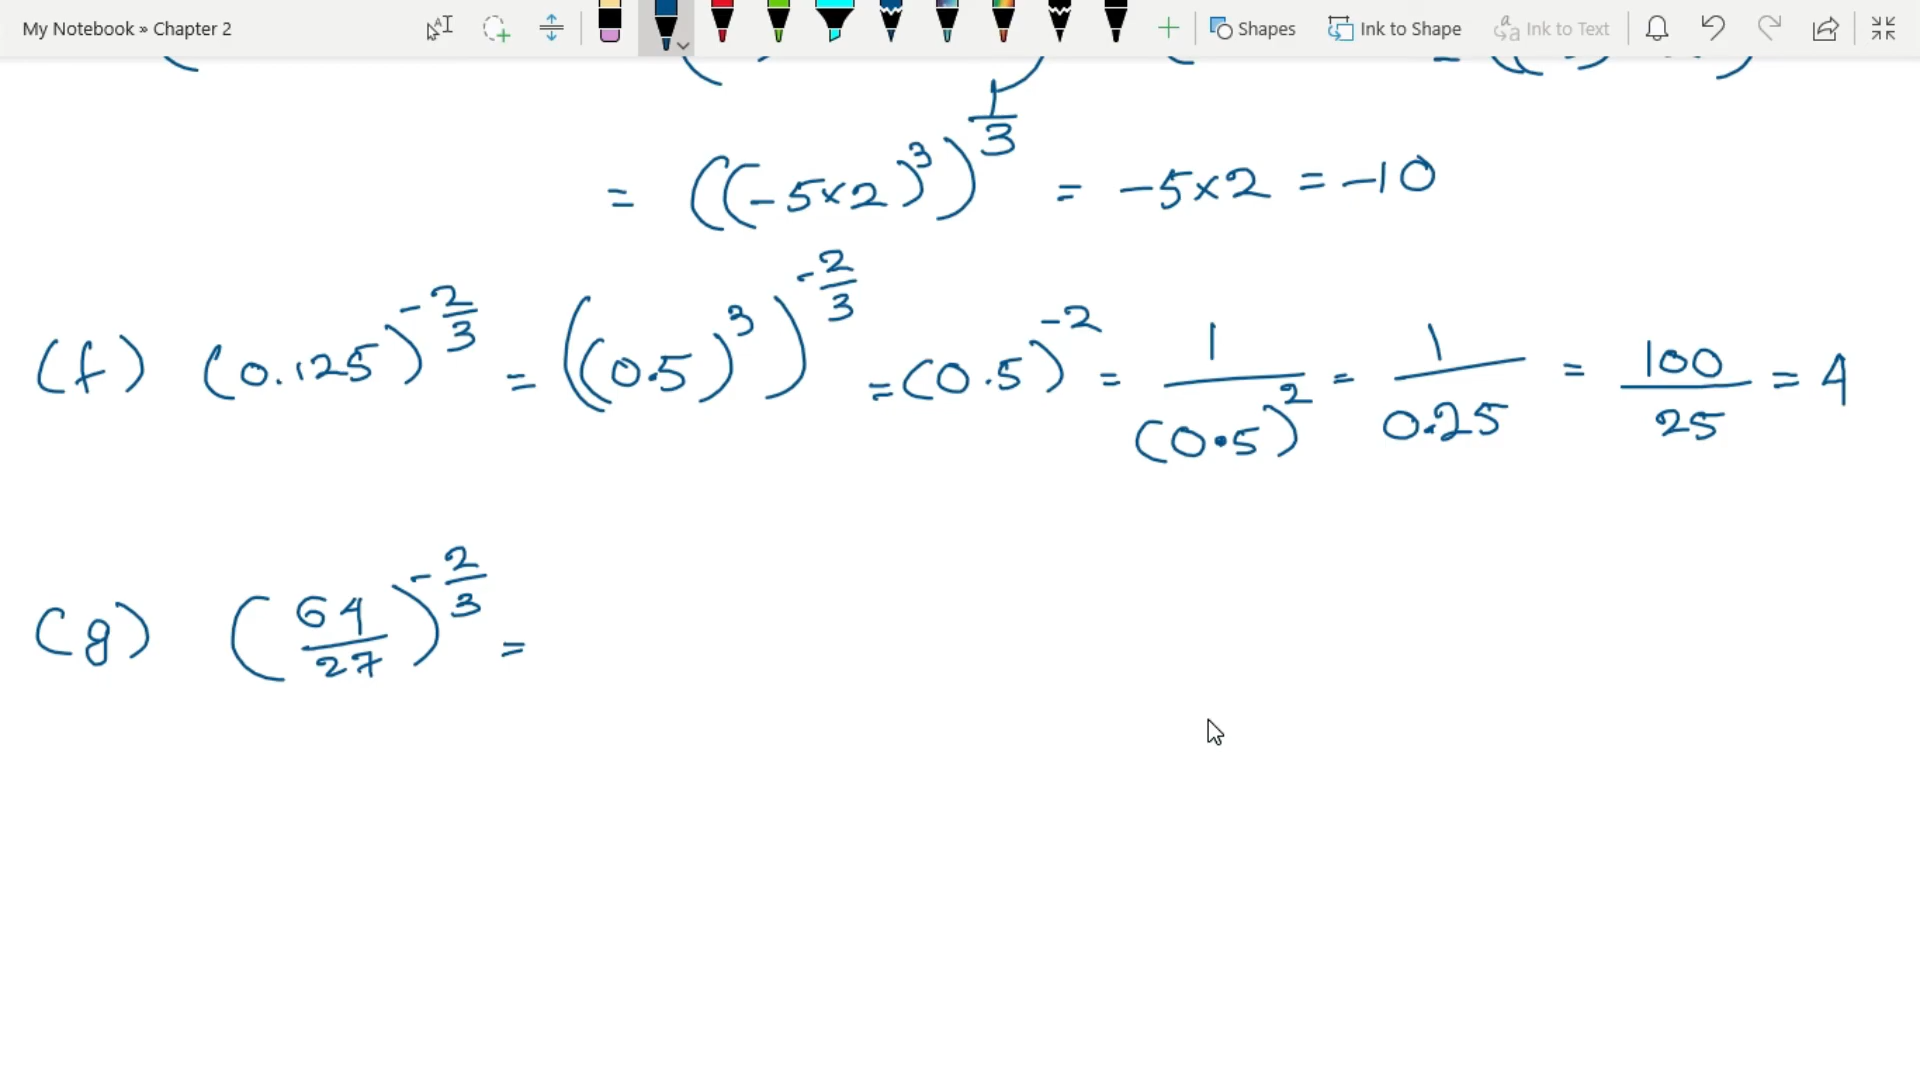 My Notebook » Chapter 2
Shapes Ink to Shape Ink to Text
= ((-5×2)^3)^{1/3} = -5×2 = -10
(f) (0.125)^{-2/3} = ((0.5)^3)^{-2/3} = (0.5)^{-2} = 1/(0.5)^2 = 1/0.25 = 100/25 = 4
(g) (64/27)^{-2/3} =